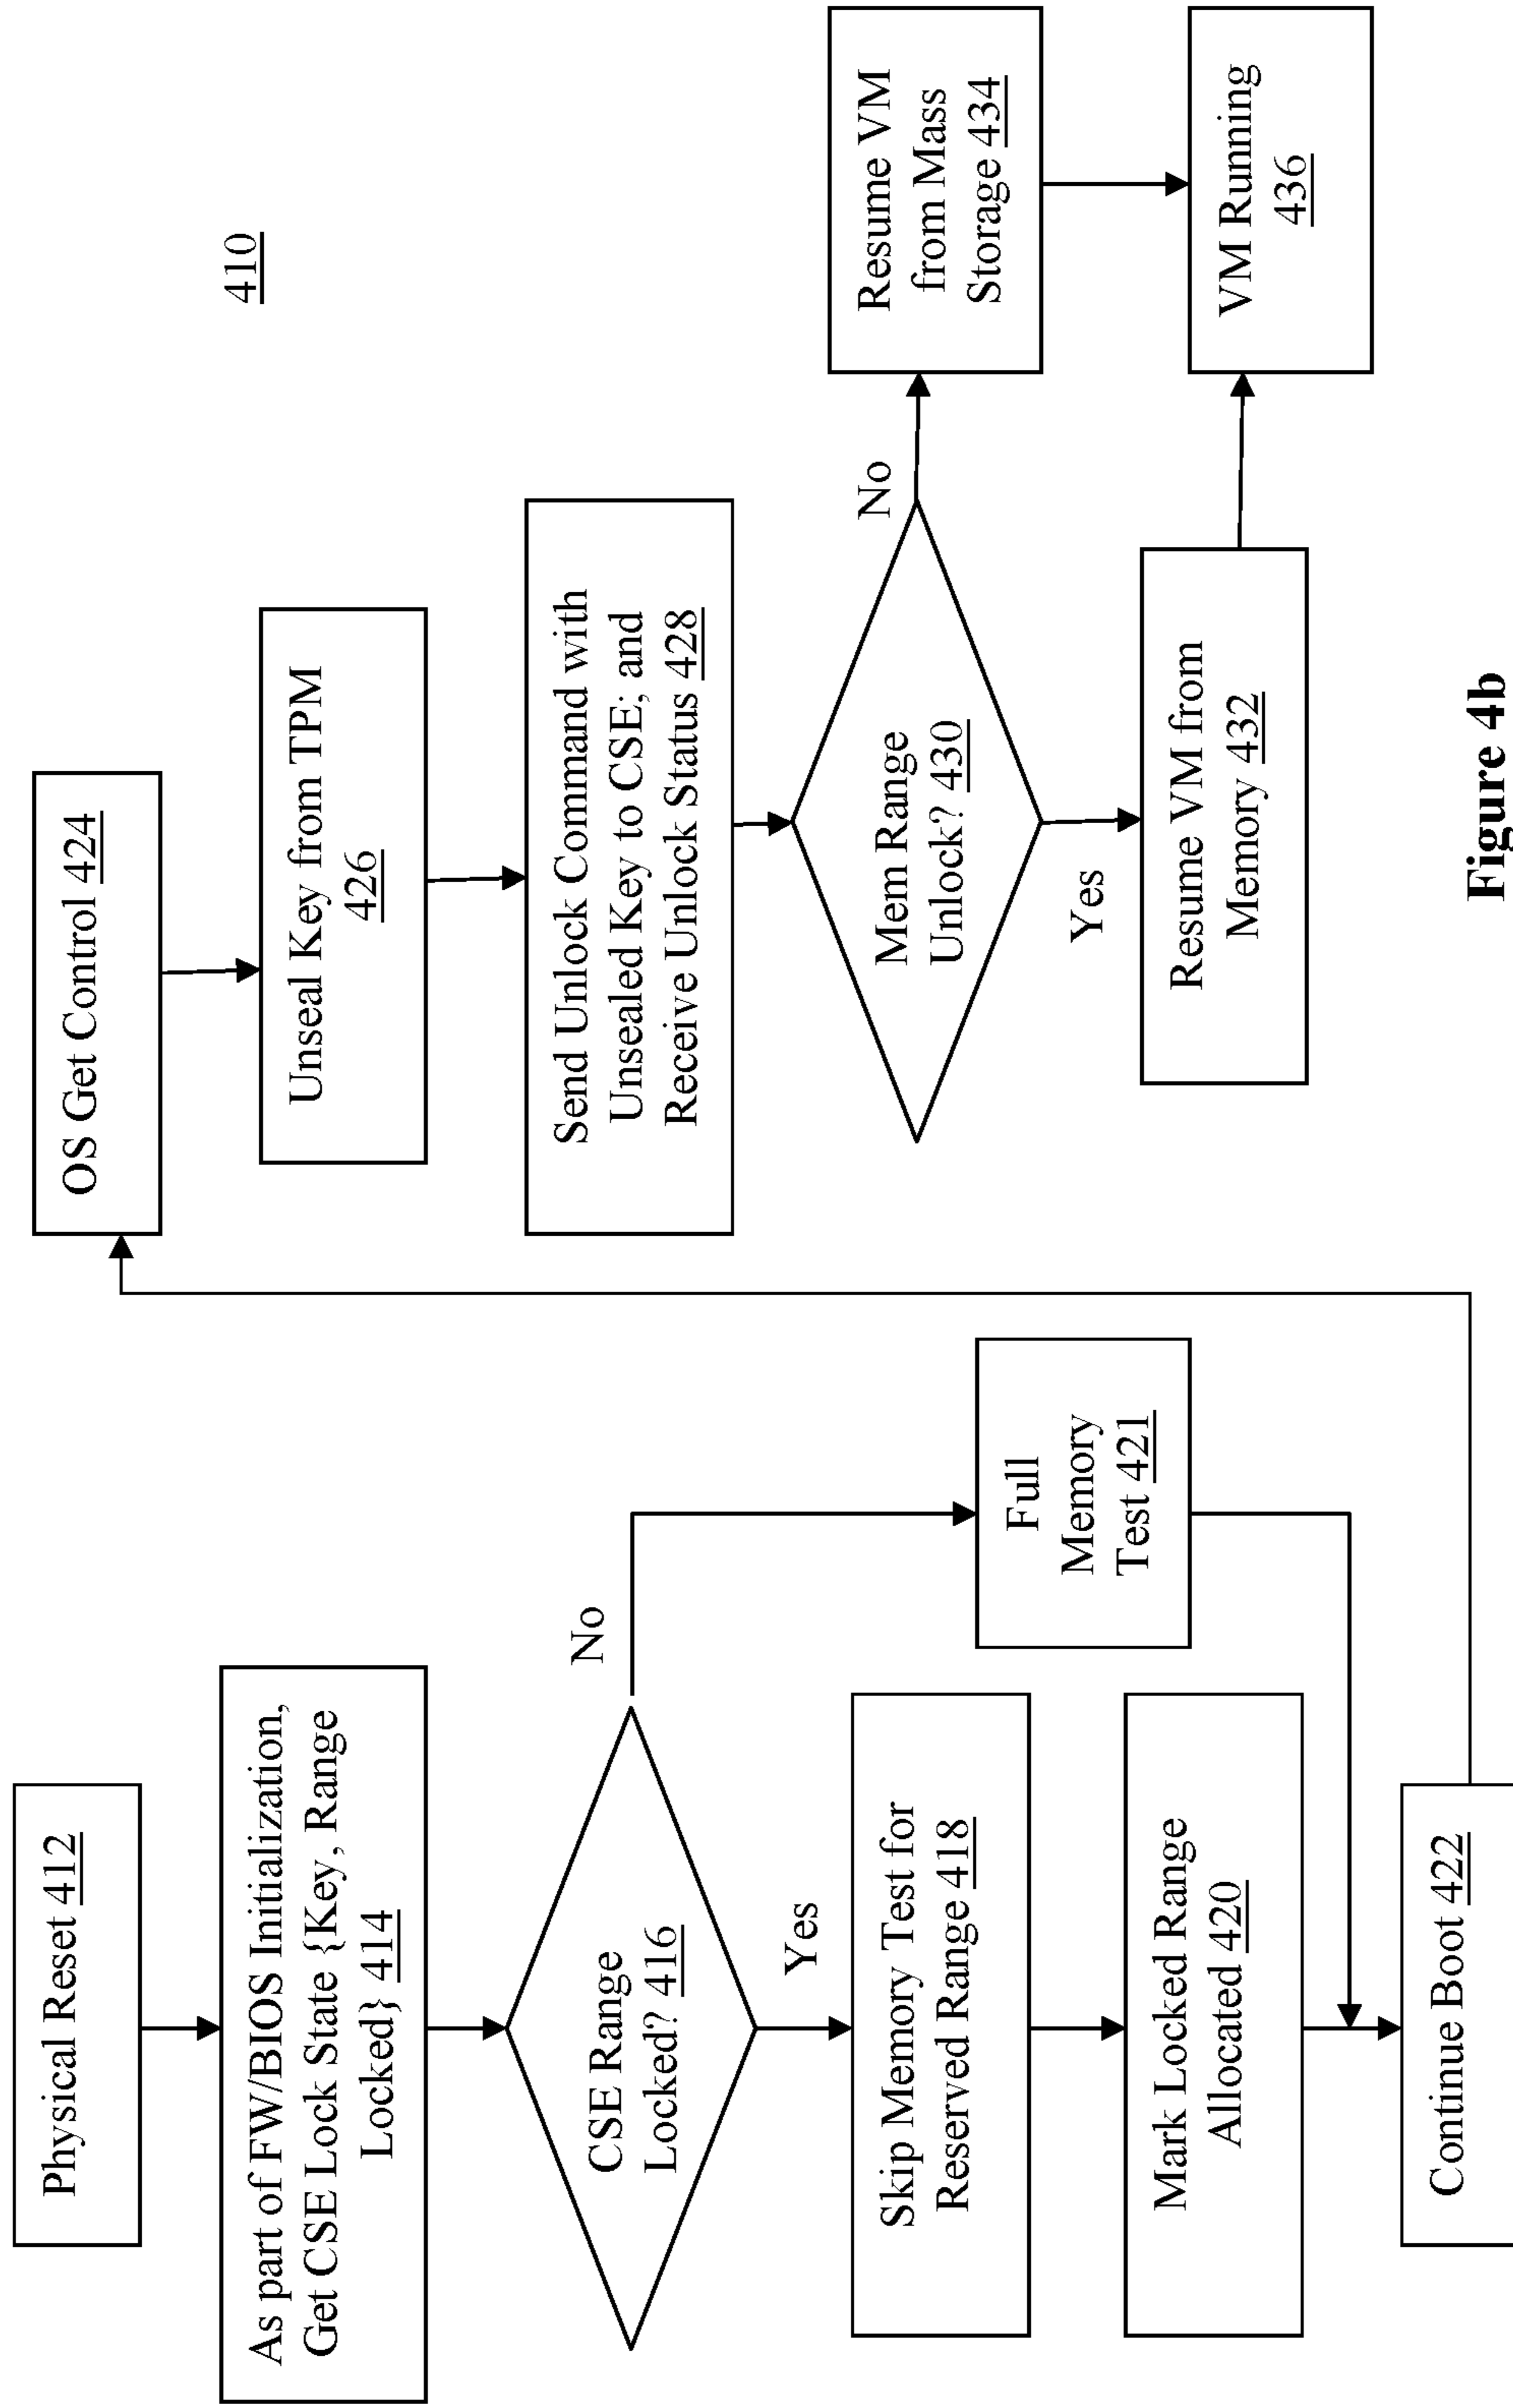 410
Physical Reset 412
As part of FW/BIOS Initialization,
Get CSE Lock State {Key, Range
Locked} 414
CSE Range
Locked? 416
No
Yes
Skip Memory Test for
Reserved Range 418
Full
Memory
Test 421
Mark Locked Range
Allocated 420
Continue Boot 422
OS Get Control 424
Unseal Key from TPM
426
Send Unlock Command with
Unsealed Key to CSE; and
Receive Unlock Status 428
Mem Range
Unlock? 430
No
Yes
Resume VM
from Mass
Storage 434
Resume VM from
Memory 432
VM Running
436
Figure 4b